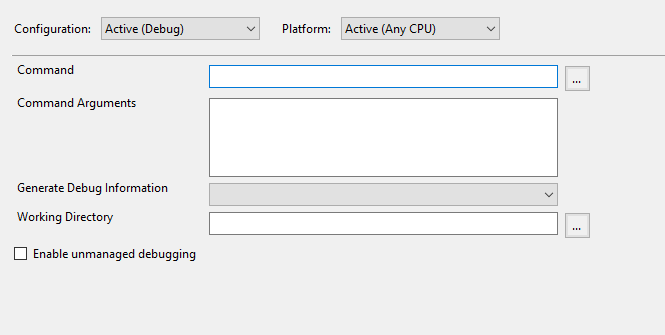 Configuration: Active (Debug) Platform: Active (Any CPU)
Command ...
Command Arguments
Generate Debug Information
Working Directory ...
Enable unmanaged debugging